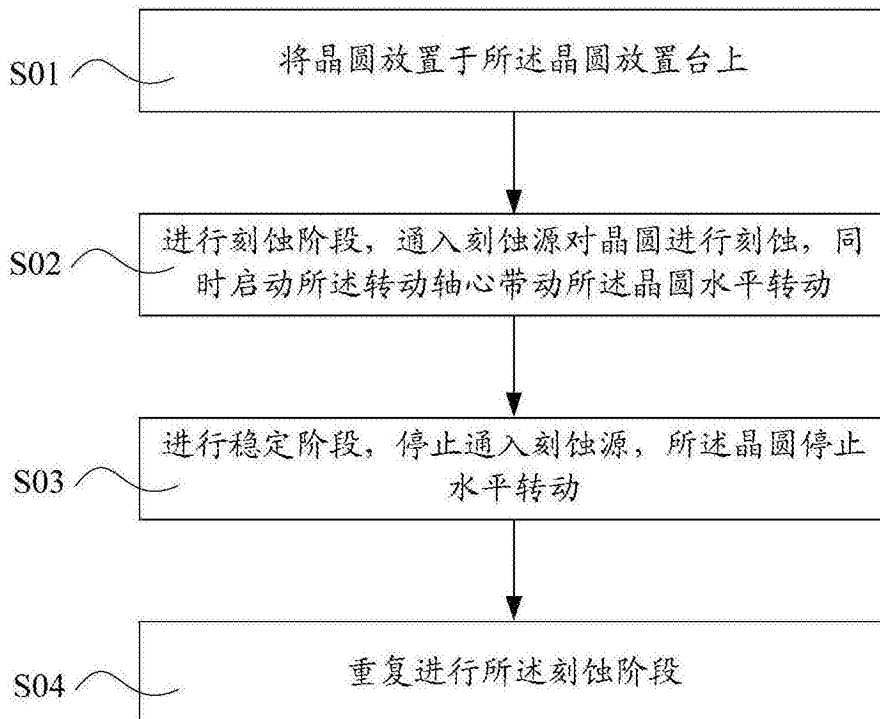 S01
将晶圆放置于所述晶圆放置台上
S02
进行刻蚀阶段，通入刻蚀源对晶圆进行刻蚀，同
时启动所述转动轴心带动所述晶圆水平转动
S03
进行稳定阶段，停止通入刻蚀源，所述晶圆停止
水平转动
S04
重复进行所述刻蚀阶段